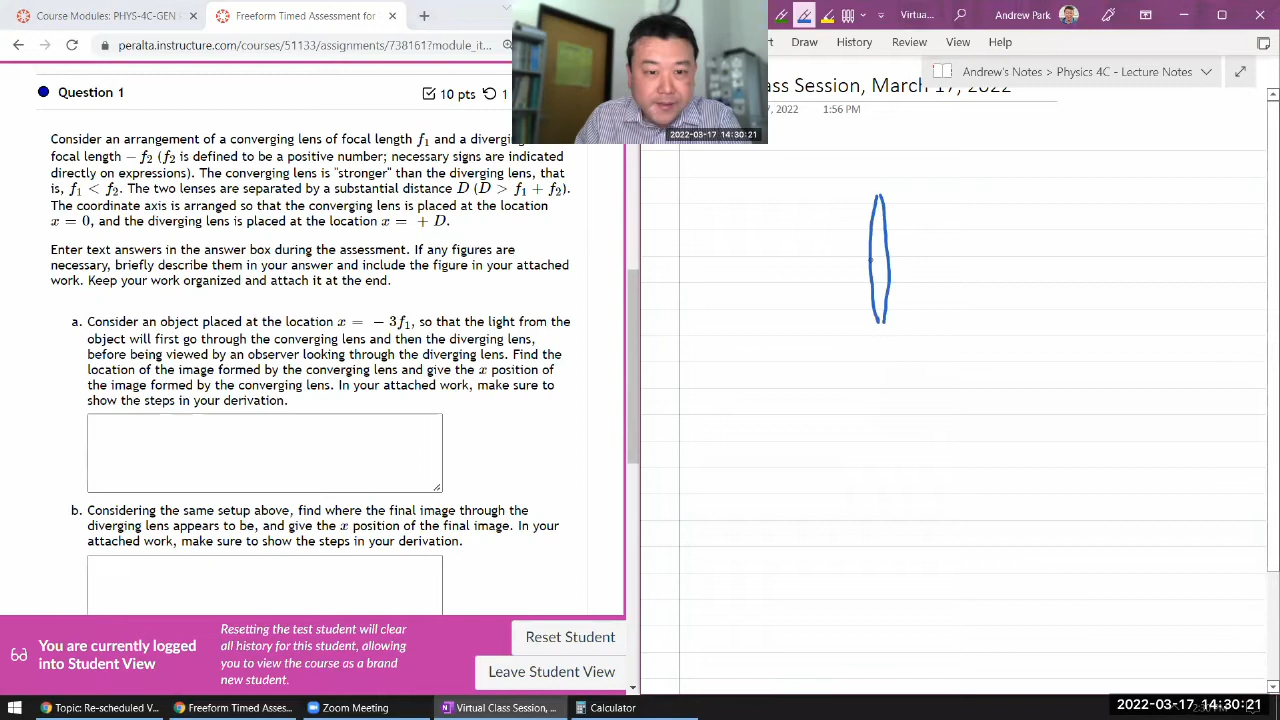 Course Modules: PHYS-1C-GEN
Freeform Timed Assessment for
Virtual...
peralta.instructure.com/courses/51133/assignments/738161?module_it...
Draw History Review View Help
Andrew's Notes > Physics 4C - Lecture Notes
ass Session, March 17, 2022
7, 2022 1:56 PM
2022-03-17 14:30:21
Question 1
10 pts
1
Consider an arrangement of a converging lens of focal length f₁ and a diverging
focal length − f₂ (f₂ is defined to be a positive number; necessary signs are indicated
directly on expressions). The converging lens is "stronger" than the diverging lens, that
is, f₁ < f₂. The two lenses are separated by a substantial distance D (D > f₁ + f₂).
The coordinate axis is arranged so that the converging lens is placed at the location
x = 0, and the diverging lens is placed at the location x = + D.
Enter text answers in the answer box during the assessment. If any figures are
necessary, briefly describe them in your answer and include the figure in your attached
work. Keep your work organized and attach it at the end.
a. Consider an object placed at the location x = − 3f₁, so that the light from the
object will first go through the converging lens and then the diverging lens,
before being viewed by an observer looking through the diverging lens. Find the
location of the image formed by the converging lens and give the x position of
the image formed by the converging lens. In your attached work, make sure to
show the steps in your derivation.
b. Considering the same setup above, find where the final image through the
diverging lens appears to be, and give the x position of the final image. In your
attached work, make sure to show the steps in your derivation.
You are currently logged
into Student View
Resetting the test student will clear
all history for this student, allowing
you to view the course as a brand
new student.
Reset Student
Leave Student View
Topic: Re-scheduled V...
Freeform Timed Asses...
Zoom Meeting
Virtual Class Session, ...
Calculator
2022-03-17 14:30:21